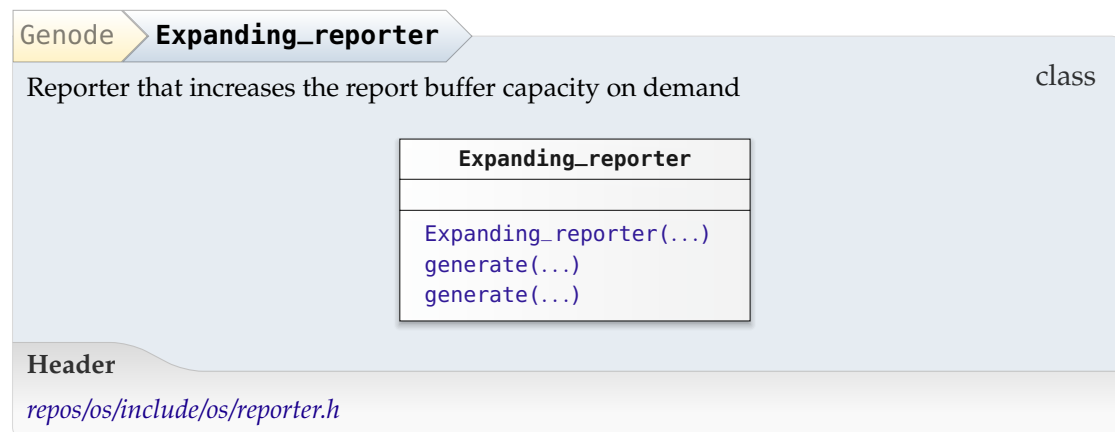 Genode Expanding_reporter
Reporter that increases the report buffer capacity on demand
class
Expanding_reporter
Expanding_reporter(...)
generate(...)
generate(...)
Header
repos/os/include/os/reporter.h